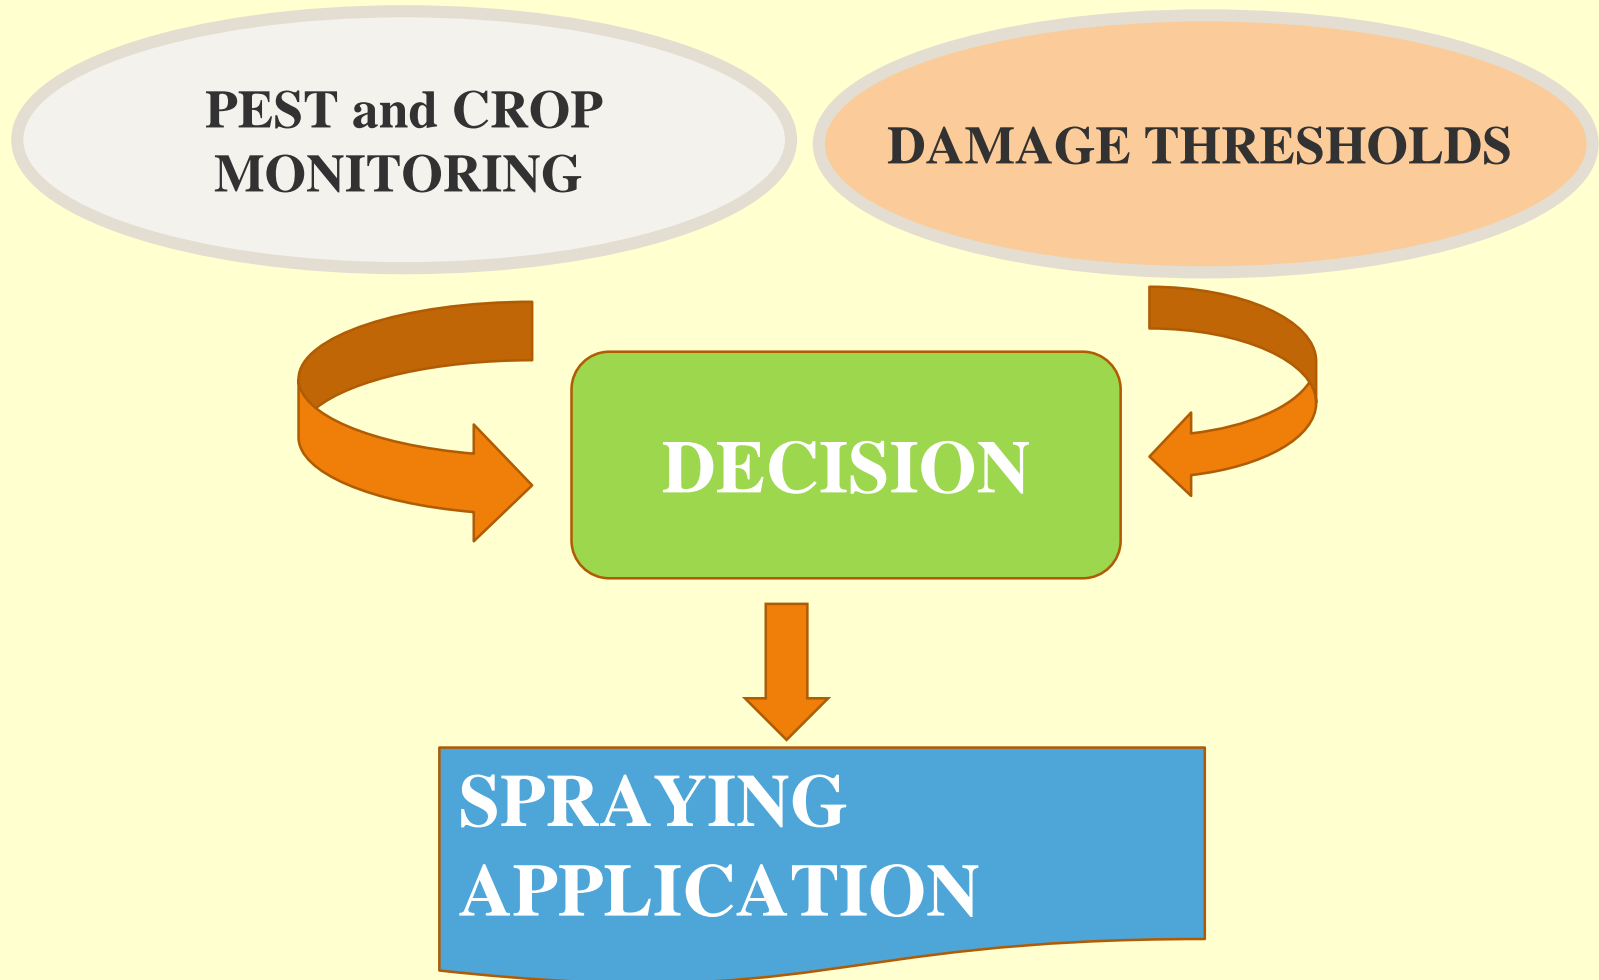 PEST and CROP
MONITORING
DAMAGE THRESHOLDS
DECISION
SPRAYING
APPLICATION